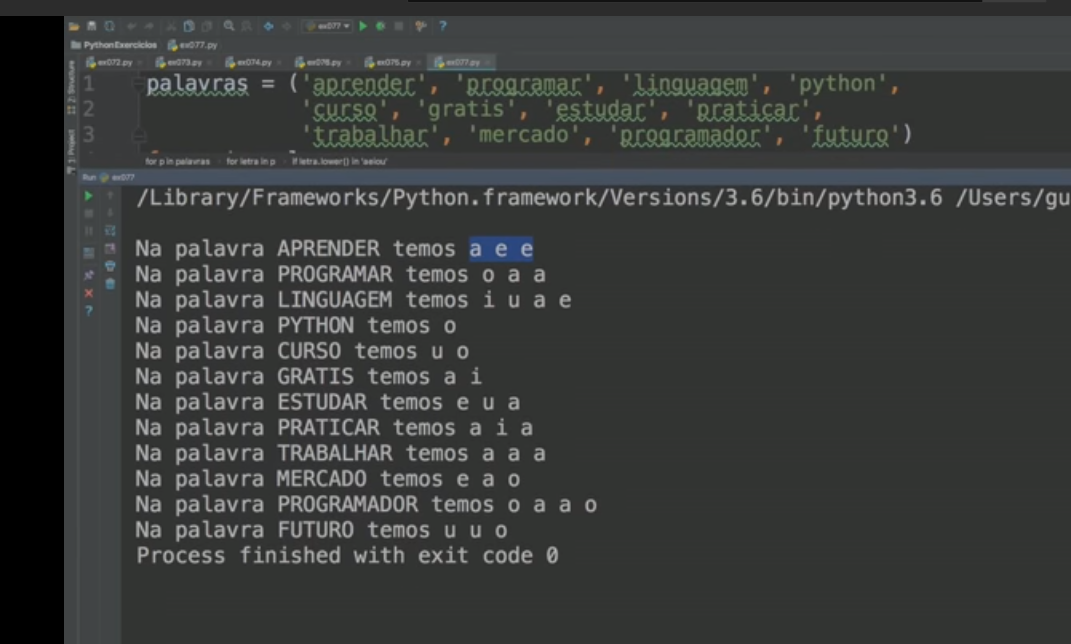 ex077
PythonExercicios ex077.py
ex072.py ex073.py ex074.py ex076.py ex075.py ex077.py
1 palavras = ('aprender', 'programar', 'linguagem', 'python',
2 'curso', 'gratis', 'estudar', 'praticar',
3 'trabalhar', 'mercado', 'programador', 'futuro')
for p in palavras for letra in p if letra.lower() in 'aeiou'
2: Structure
1: Project
Run ex077
/Library/Frameworks/Python.framework/Versions/3.6/bin/python3.6 /Users/gu
Na palavra APRENDER temos a e e
Na palavra PROGRAMAR temos o a a
Na palavra LINGUAGEM temos i u a e
Na palavra PYTHON temos o
Na palavra CURSO temos u o
Na palavra GRATIS temos a i
Na palavra ESTUDAR temos e u a
Na palavra PRATICAR temos a i a
Na palavra TRABALHAR temos a a a
Na palavra MERCADO temos e a o
Na palavra PROGRAMADOR temos o a a o
Na palavra FUTURO temos u u o
Process finished with exit code 0